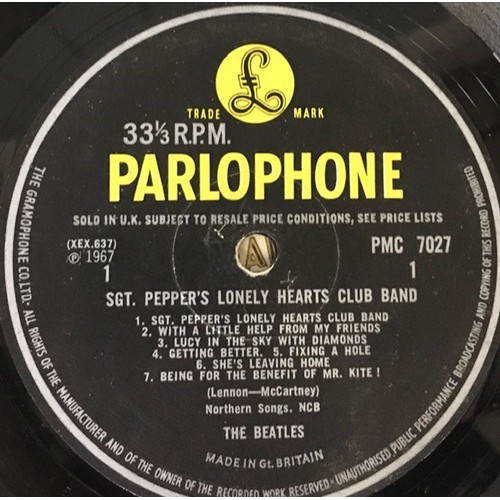 £
TRADE MARK
33⅓ R.P.M.
PARLOPHONE
SOLD IN U.K. SUBJECT TO RESALE PRICE CONDITIONS, SEE PRICE LISTS
(XEX.637) PMC 7027
℗ 1967
1 1
SGT. PEPPER'S LONELY HEARTS CLUB BAND
1. SGT. PEPPER'S LONELY HEARTS CLUB BAND
2. WITH A LITTLE HELP FROM MY FRIENDS
3. LUCY IN THE SKY WITH DIAMONDS
4. GETTING BETTER. 5. FIXING A HOLE
6. SHE'S LEAVING HOME
7. BEING FOR THE BENEFIT OF MR. KITE!
(Lennon—McCartney)
Northern Songs. NCB
THE BEATLES
MADE IN Gt. BRITAIN
THE GRAMOPHONE CO. LTD. ALL RIGHTS OF THE MANUFACTURER AND OF THE OWNER OF THE RECORDED WORK RESERVED—UNAUTHORISED PUBLIC PERFORMANCE BROADCASTING AND COPYING OF THIS RECORD PROHIBITED